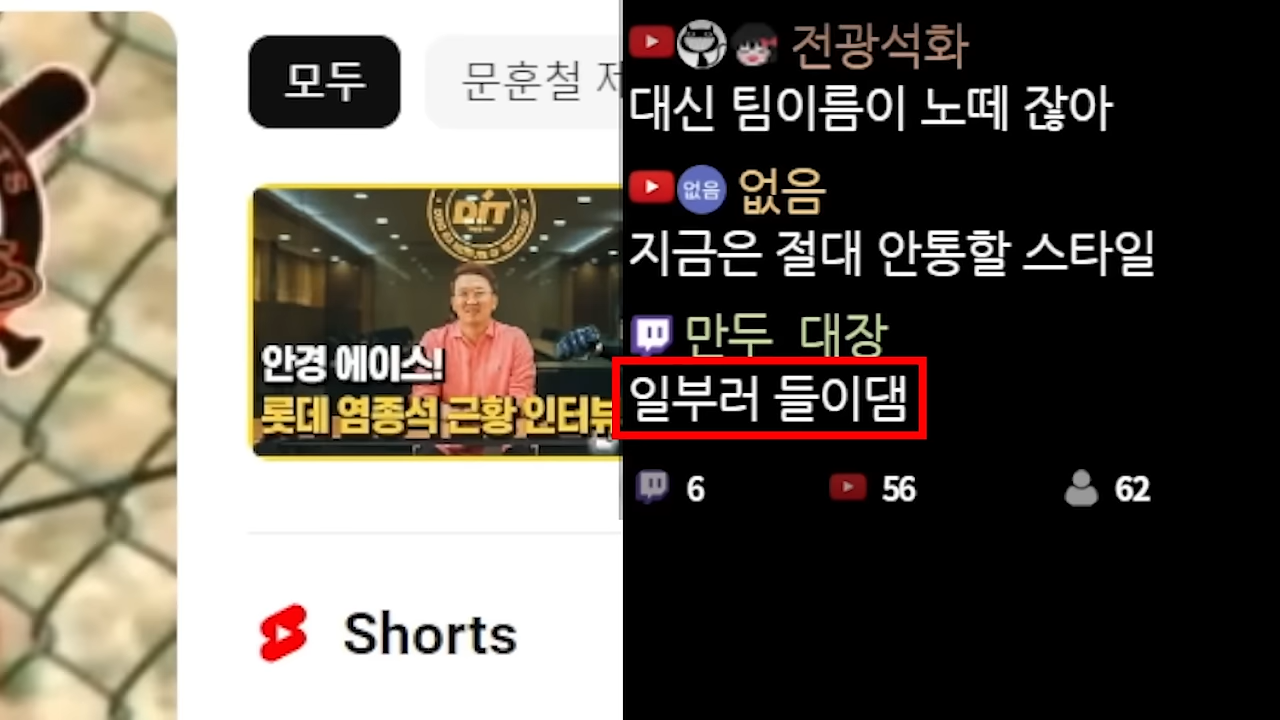 모두
문훈철
DIT
안경 에이스!
롯데 염종석 근황 인터뷰
Shorts
전광석화
대신 팀이름이 노떼 잖아
없음 없음
지금은 절대 안통할 스타일
만두_대장
일부러 들이댐
6 56 62